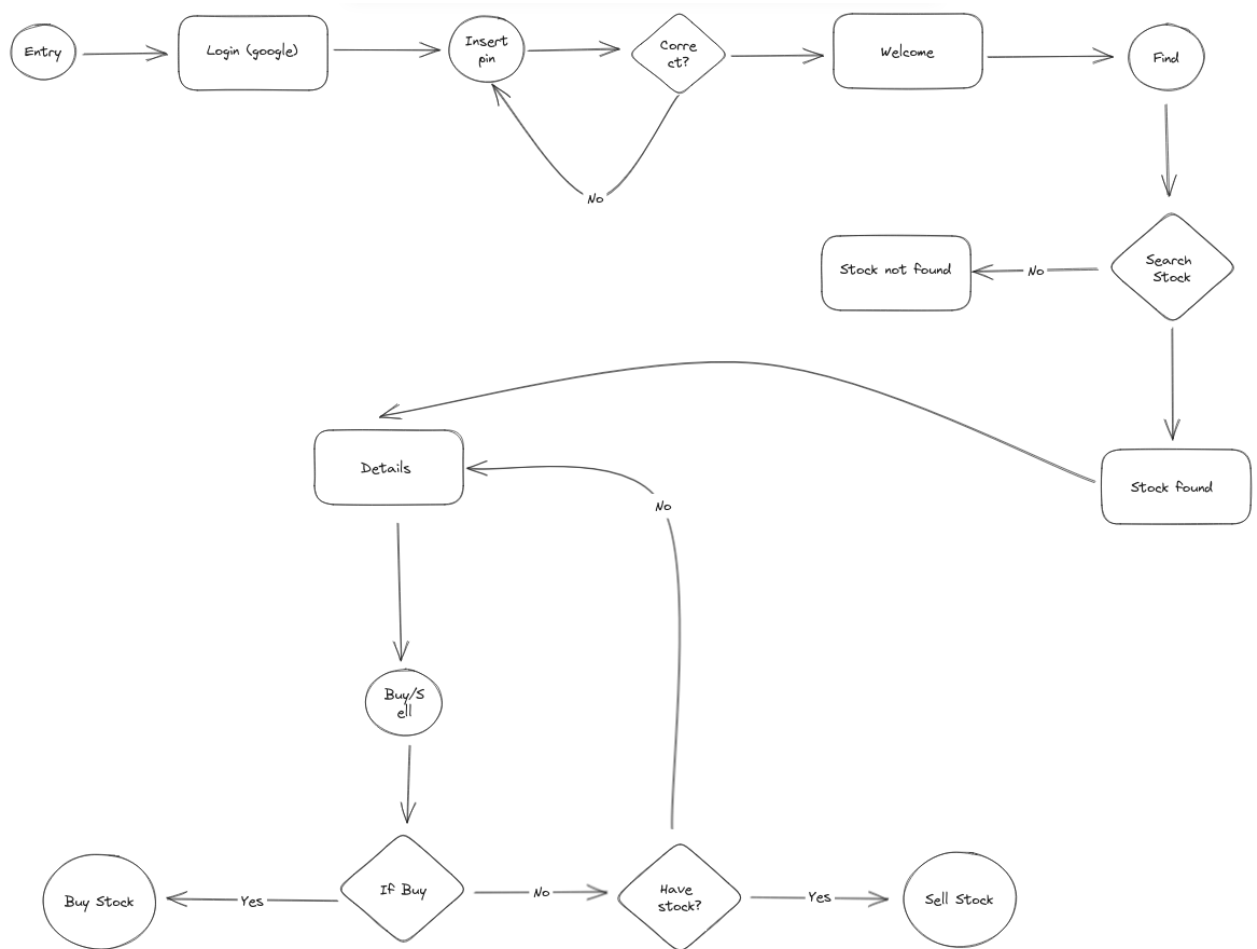 Entry
Login (google)
Insert
pin
Corre
ct?
Welcome
Find
No
Search
Stock
No
Stock not found
Stock found
Details
No
Buy/S
ell
If Buy
Yes
Buy Stock
No
Have
stock?
Yes
Sell Stock